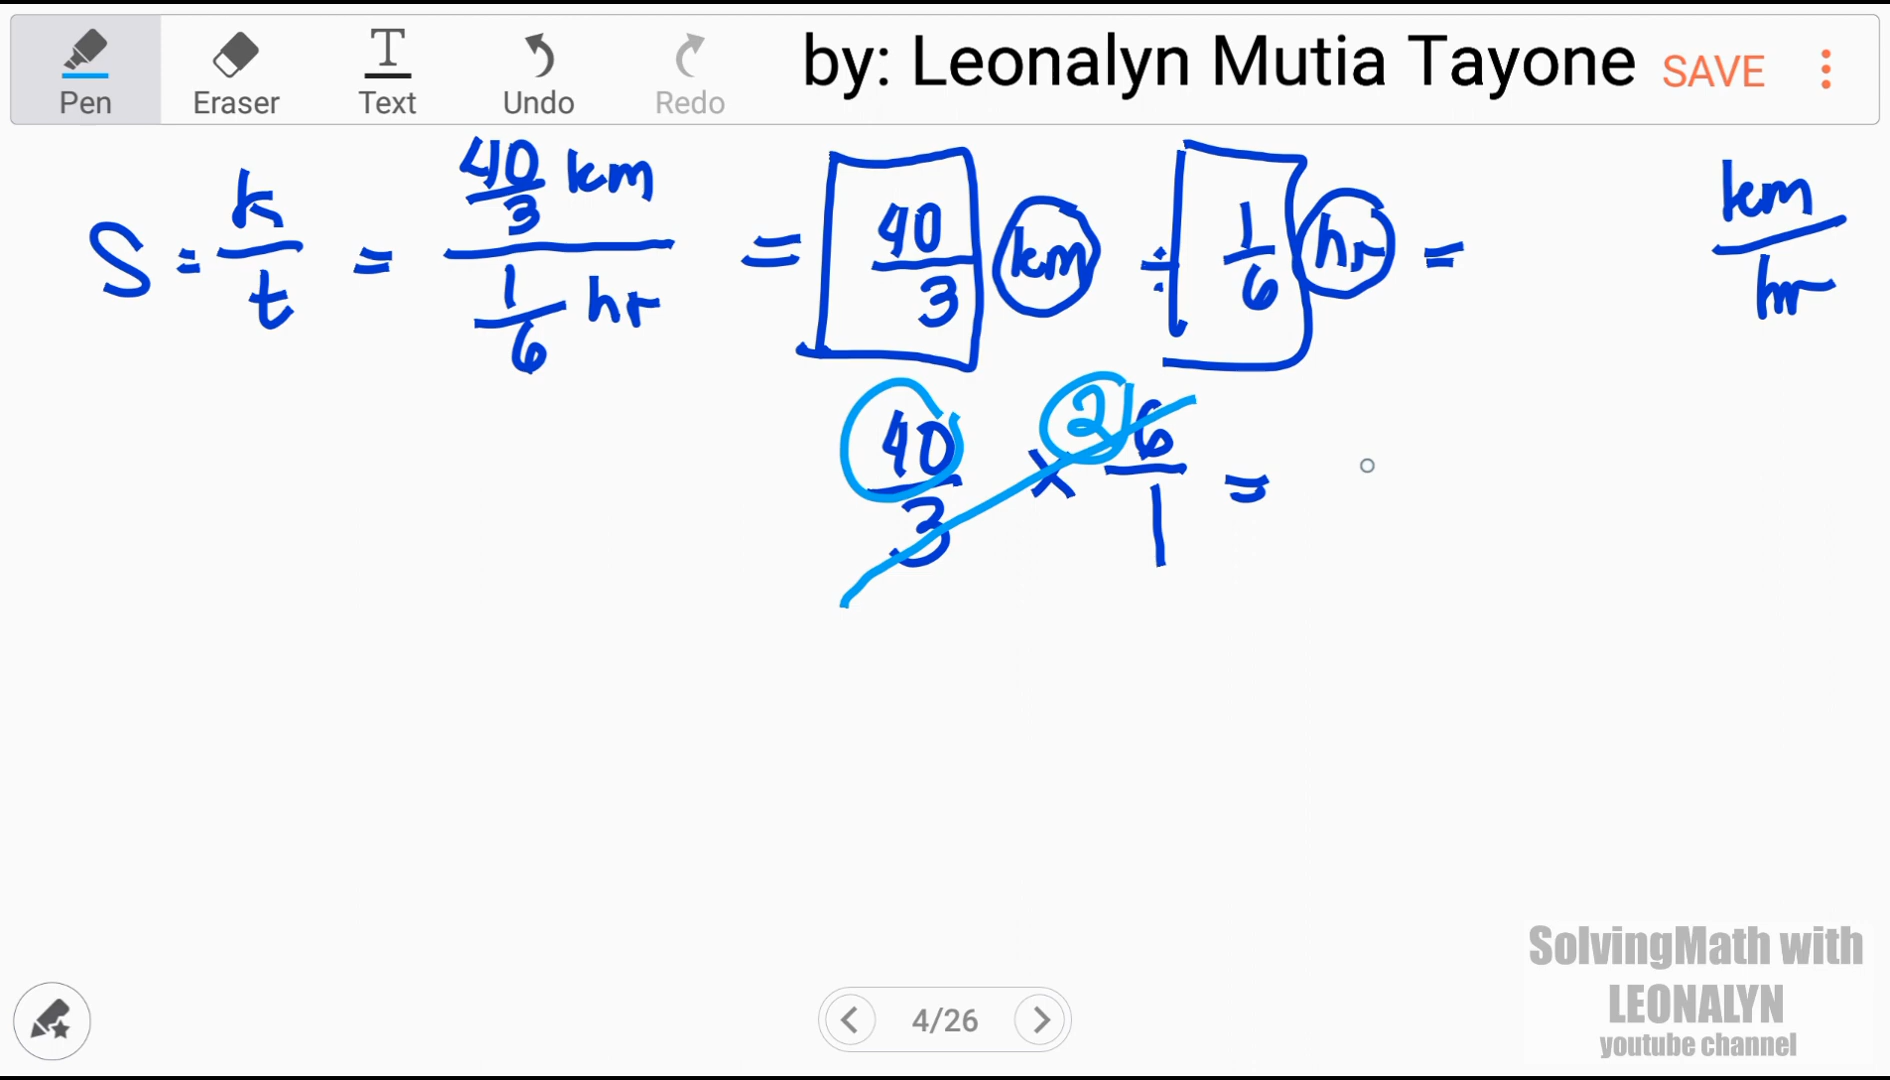 Pen Eraser Text Undo Redo by: Leonalyn Mutia Tayone SAVE
S = k/t = 40/3 km / 1/6 hr = 40/3 km ÷ 1/6 hr = km/hr
40/3 x 2 6/1 =
SolvingMath with
LEONALYN
youtube channel
4/26